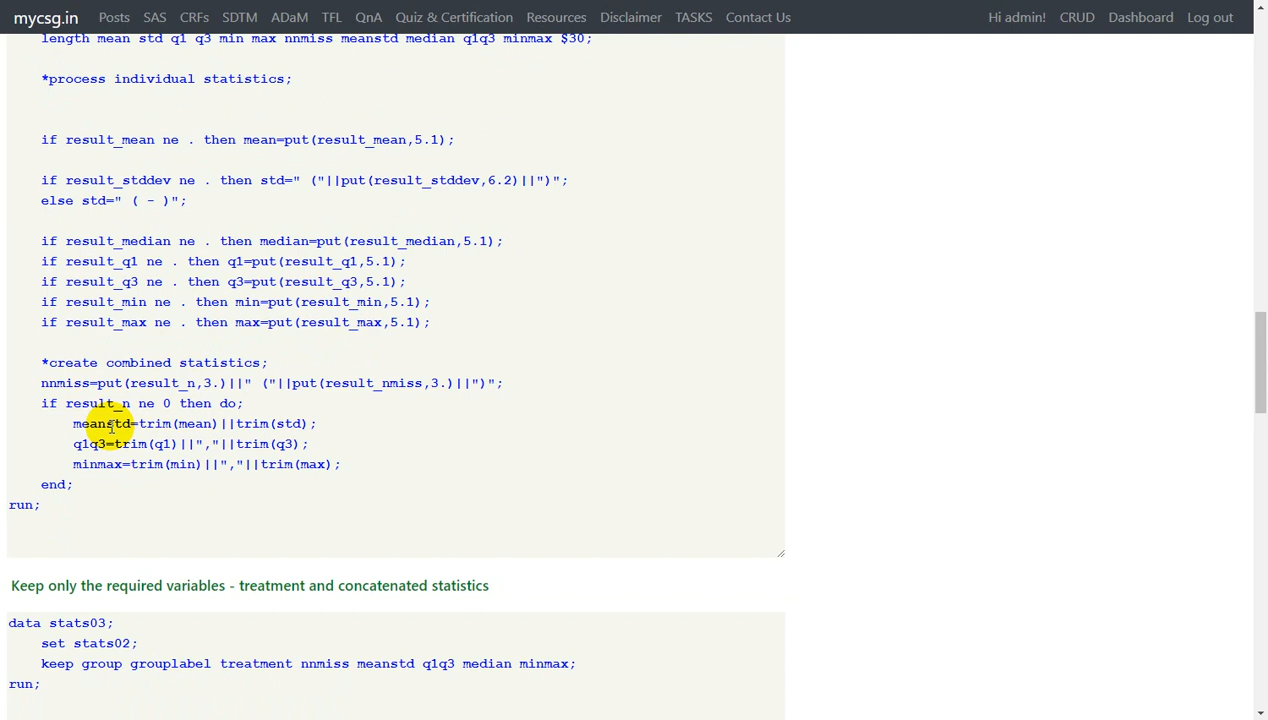 mycsg.in Posts SAS CRFs SDTM ADaM TFL QnA Quiz & Certification Resources Disclaimer TASKS Contact Us Hi admin! CRUD Dashboard Log out
length mean std q1 q3 min max nnmiss meanstd median q1q3 minmax $30;
*process individual statistics;
if result_mean ne . then mean=put(result_mean,5.1);
if result_stddev ne . then std=" ("||put(result_stddev,6.2)||")";
else std=" ( - )";
if result_median ne . then median=put(result_median,5.1);
if result_q1 ne . then q1=put(result_q1,5.1);
if result_q3 ne . then q3=put(result_q3,5.1);
if result_min ne . then min=put(result_min,5.1);
if result_max ne . then max=put(result_max,5.1);
*create combined statistics;
nnmiss=put(result_n,3.)||" ("||put(result_nmiss,3.)||")";
if result_n ne 0 then do;
meanstd=trim(mean)||trim(std);
q1q3=trim(q1)||","||trim(q3);
minmax=trim(min)||","||trim(max);
end;
run;
Keep only the required variables - treatment and concatenated statistics
data stats03;
set stats02;
keep group grouplabel treatment nnmiss meanstd q1q3 median minmax;
run;